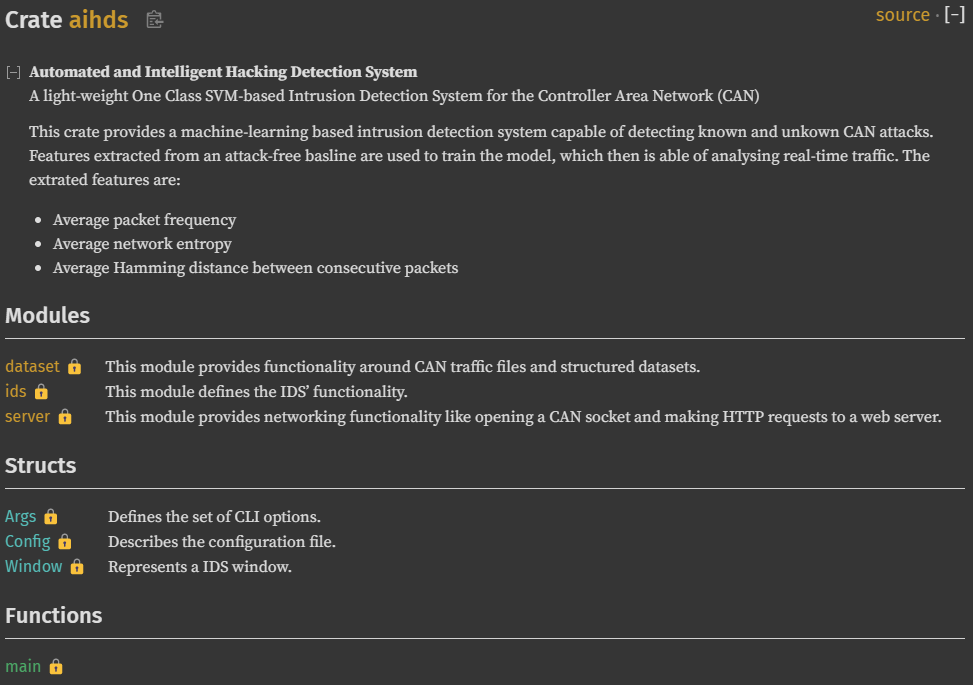 Crate aihds
source · [−]
[−] Automated and Intelligent Hacking Detection System
A light-weight One Class SVM-based Intrusion Detection System for the Controller Area Network (CAN)
This crate provides a machine-learning based intrusion detection system capable of detecting known and unkown CAN attacks.
Features extracted from an attack-free basline are used to train the model, which then is able of analysing real-time traffic. The
extrated features are:
• Average packet frequency
• Average network entropy
• Average Hamming distance between consecutive packets
Modules
dataset 🔒 This module provides functionality around CAN traffic files and structured datasets.
ids 🔒 This module defines the IDS’ functionality.
server 🔒 This module provides networking functionality like opening a CAN socket and making HTTP requests to a web server.
Structs
Args 🔒 Defines the set of CLI options.
Config 🔒 Describes the configuration file.
Window 🔒 Represents a IDS window.
Functions
main 🔒